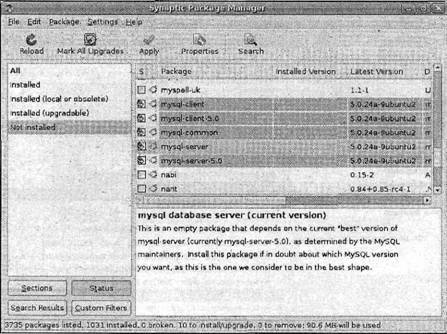 Synaptic Package Manager
File Edit Package Settings Help
Reload Mark All Upgrades Apply Properties Search
All
Installed
Installed (local or obsolete)
Installed (upgradable)
Not installed
S Package Installed Version Latest Version D
myspell-uk 1.1-1 U
mysql-client 5.0.24a-9ubuntu2 m
mysql-client-5.0 5.0.24a-9ubuntu2 m
mysql-common 5.0.24a-9ubuntu2 m
mysql-server 5.0.24a-9ubuntu2 m
mysql-server-5.0 5.0.24a-9ubuntu2 m
nabi 0.15-2 A
nant 0.84+0.85-rc4-1
mysql database server (current version)
This is an empty package that depends on the current "best" version of
mysql-server (currently mysql-server-5.0), as determined by the MySQL
maintainers. Install this package if in doubt about which MySQL version
you want, as this is the one we consider to be in the best shape.
Sections Status
Search Results Custom Filters
3735 packages listed, 1031 installed, 0 broken. 10 to install/upgrade, 0 to remove; 90.6 MB will be used